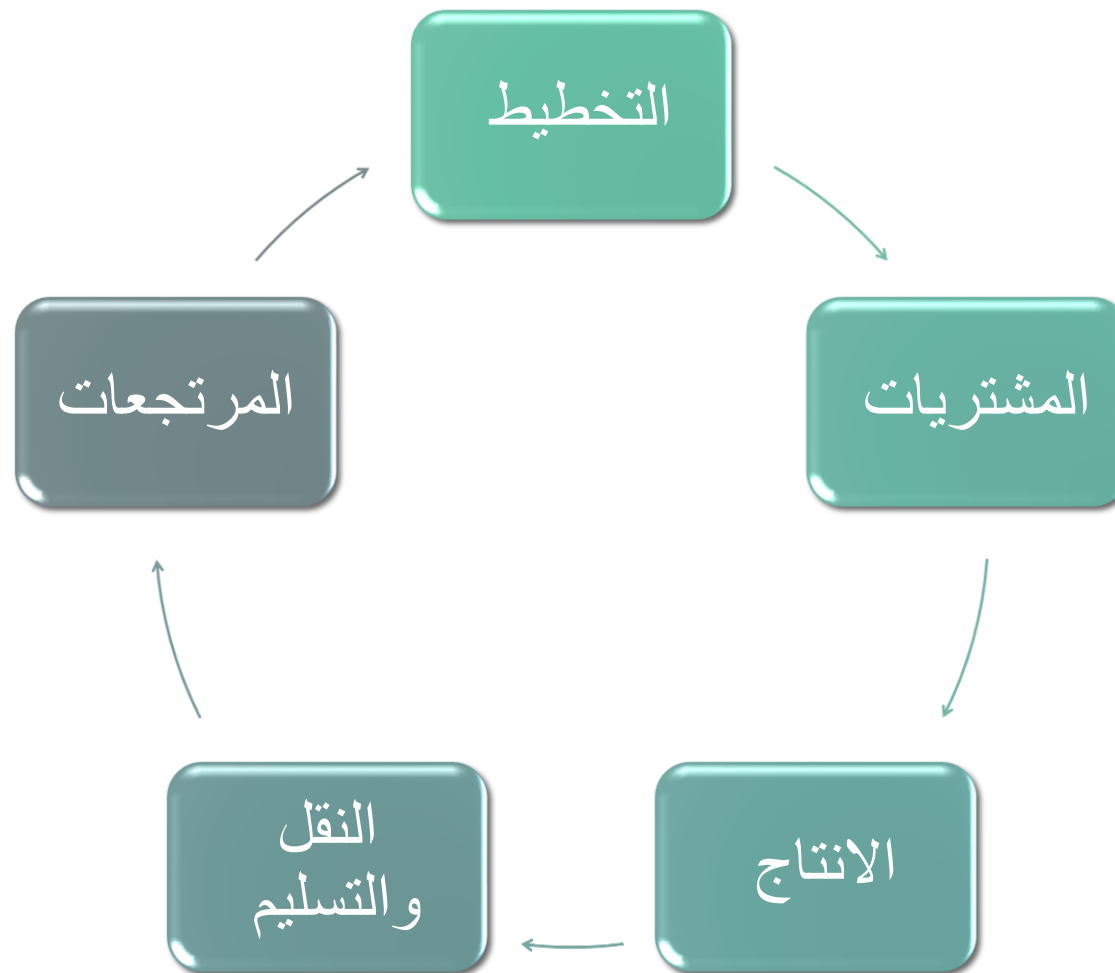 التخطيط
المشتريات
الانتاج
النقل
والتسليم
المرتجعات